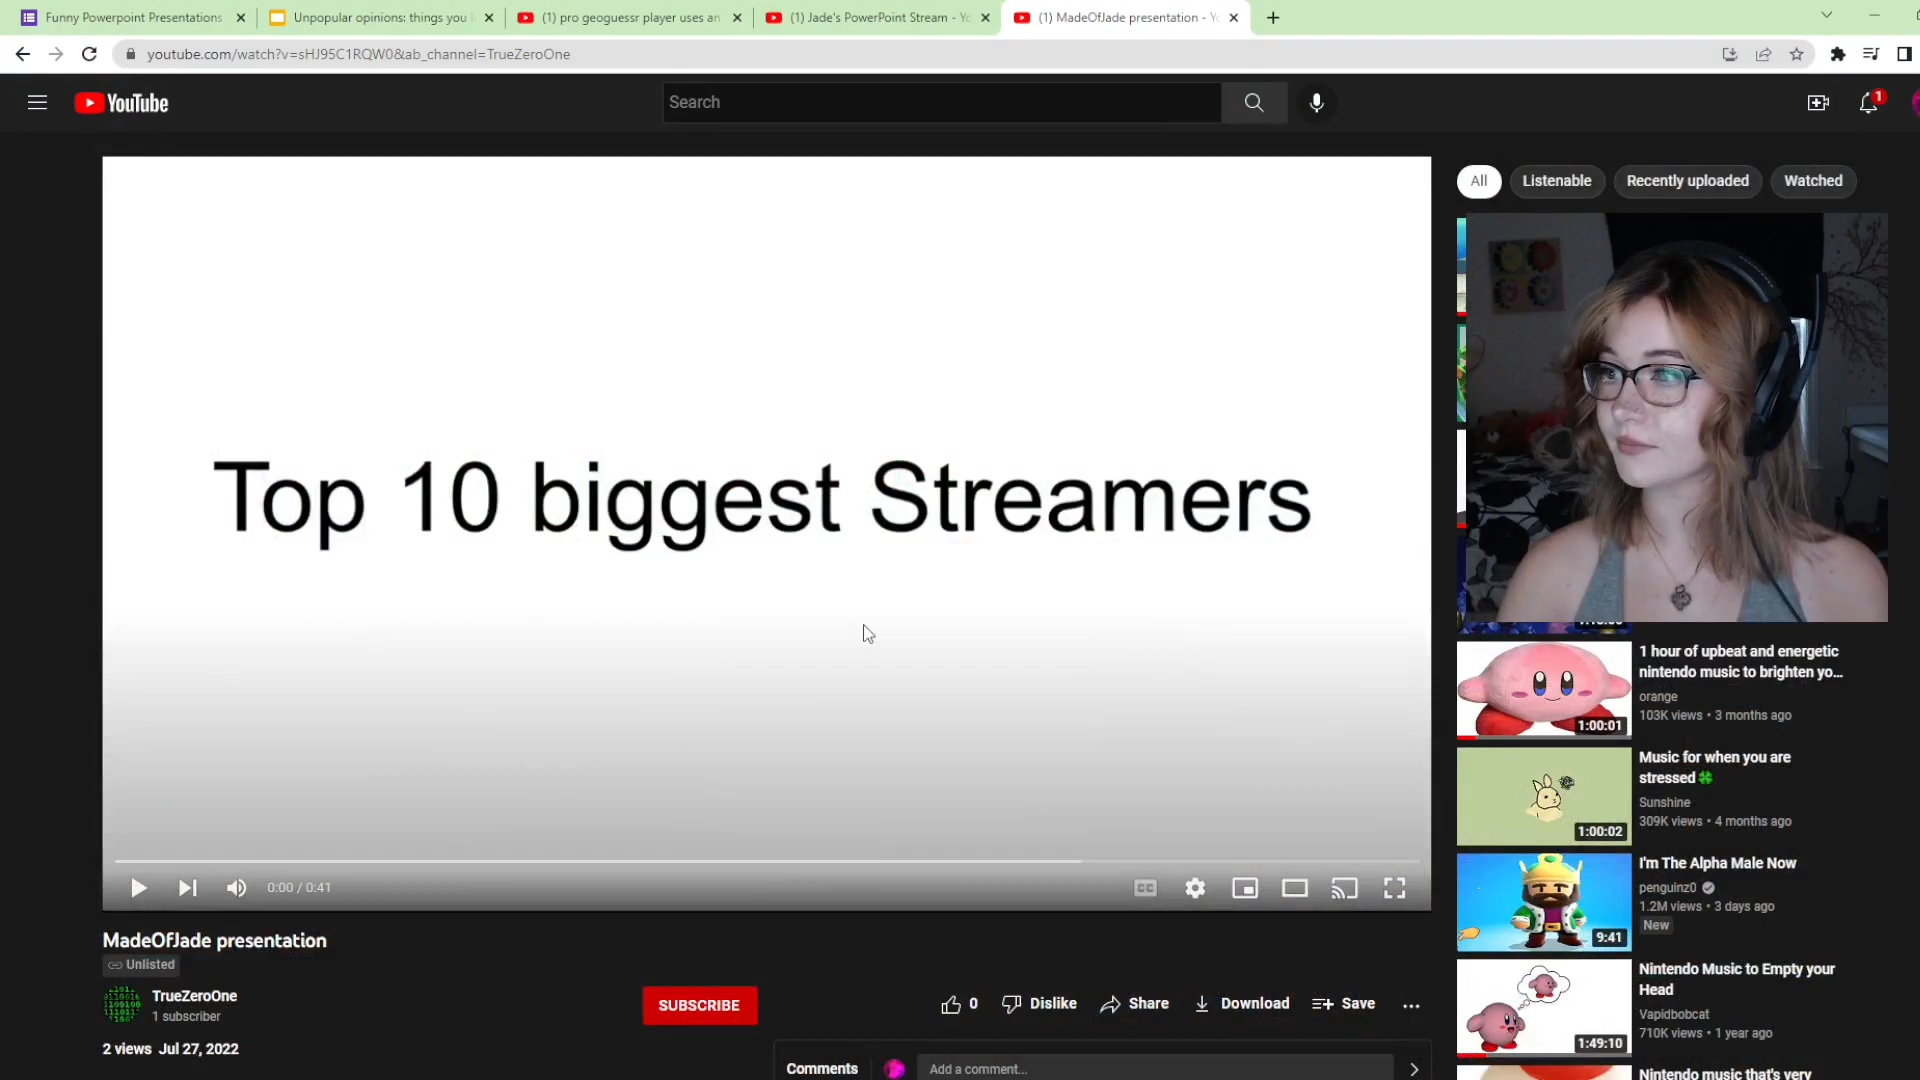 Funny Powerpoint Presentations
Unpopular opinions: things you
(1) pro geoguessr player uses an
(1) Jade's PowerPoint Stream - Yo
(1) MadeOfJade presentation - Yo
youtube.com/watch?v=sHJ95C1RQW0&ab_channel=TrueZeroOne
YouTube
Search
1
All
Listenable
Recently uploaded
Watched
Top 10 biggest Streamers
1 hour of upbeat and energetic
nintendo music to brighten yo...
orange
103K views • 3 months ago
1:00:01
Music for when you are
stressed
Sunshine
309K views • 4 months ago
1:00:02
I'm The Alpha Male Now
penguinz0
1.2M views • 3 days ago
New
9:41
Nintendo Music to Empty your
Head
Vapidbobcat
710K views • 1 year ago
1:49:10
Nintendo music that's very
0:00 / 0:41
CC
MadeOfJade presentation
Unlisted
TrueZeroOne
1 subscriber
SUBSCRIBE
0
Dislike
Share
Download
Save
2 views Jul 27, 2022
Comments
Add a comment...